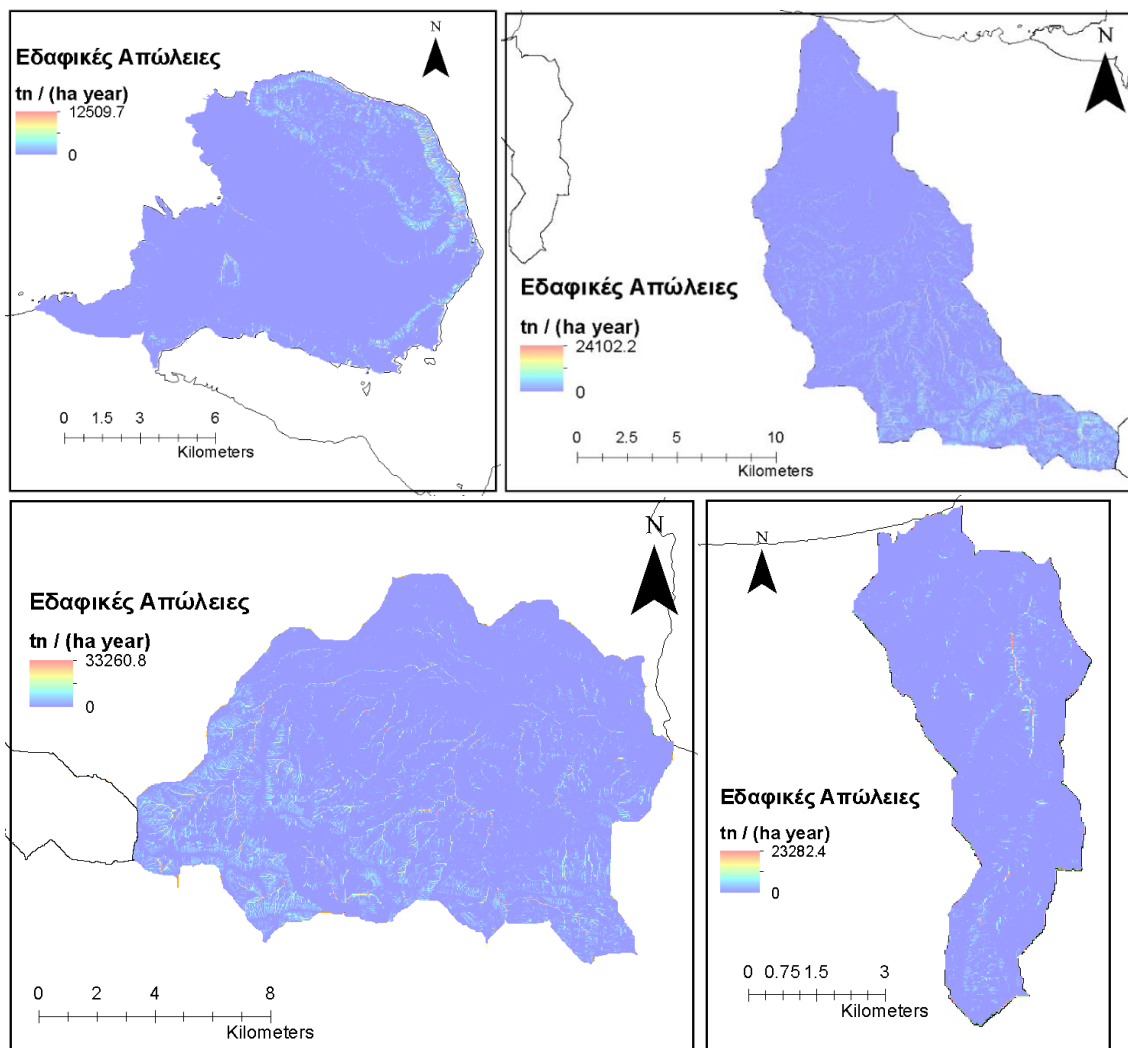 N
Εδαφικές Απώλειες
tn / (ha year)
12509.7
0
0 1.5 3 6
Kilometers
N
Εδαφικές Απώλειες
tn / (ha year)
24102.2
0
0 2.5 5 10
Kilometers
N
Εδαφικές Απώλειες
tn / (ha year)
33260.8
0
0 2 4 8
Kilometers
N
Εδαφικές Απώλειες
tn / (ha year)
23282.4
0
0 0.75 1.5 3
Kilometers